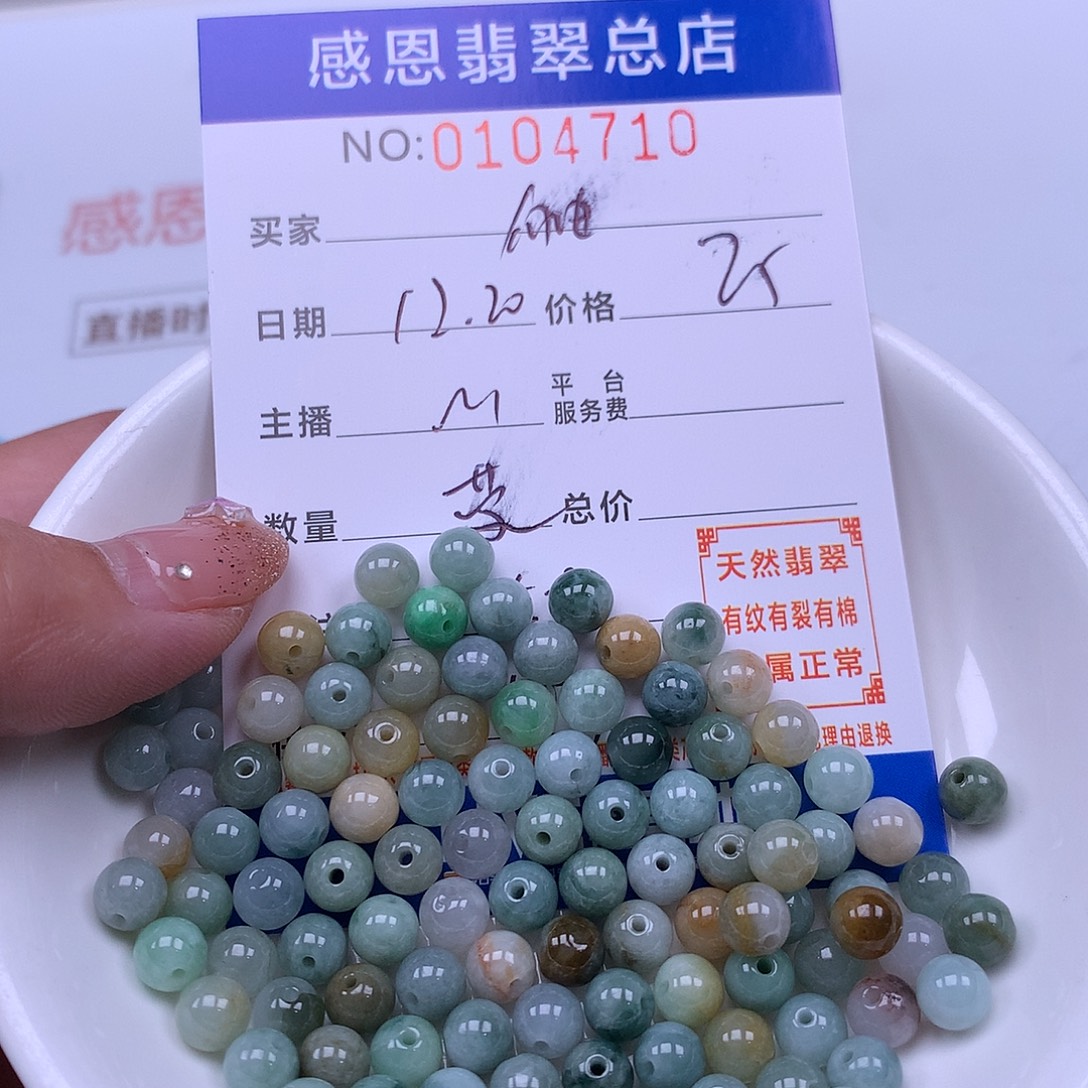 感恩翡翠总店
NO:0104710
感恩
买家
直播时
日期 12.20 价格 25
主播 M 平台服务费
数量 总价
天然翡翠
有纹有裂有棉
属正常
理由退换